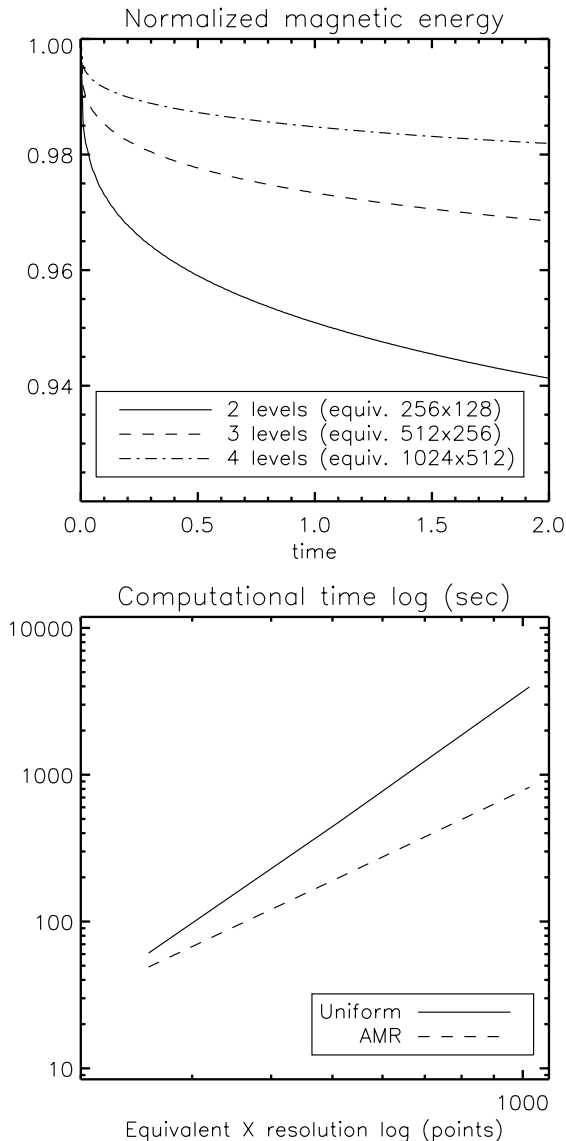 Normalized magnetic energy
1.00
0.98
0.96
0.94
2 levels (equiv. 256x128)
3 levels (equiv. 512x256)
4 levels (equiv. 1024x512)
0.0 0.5 1.0 1.5 2.0
time
Computational time log (sec)
10000
1000
100
10
Uniform
AMR
1000
Equivalent X resolution log (points)